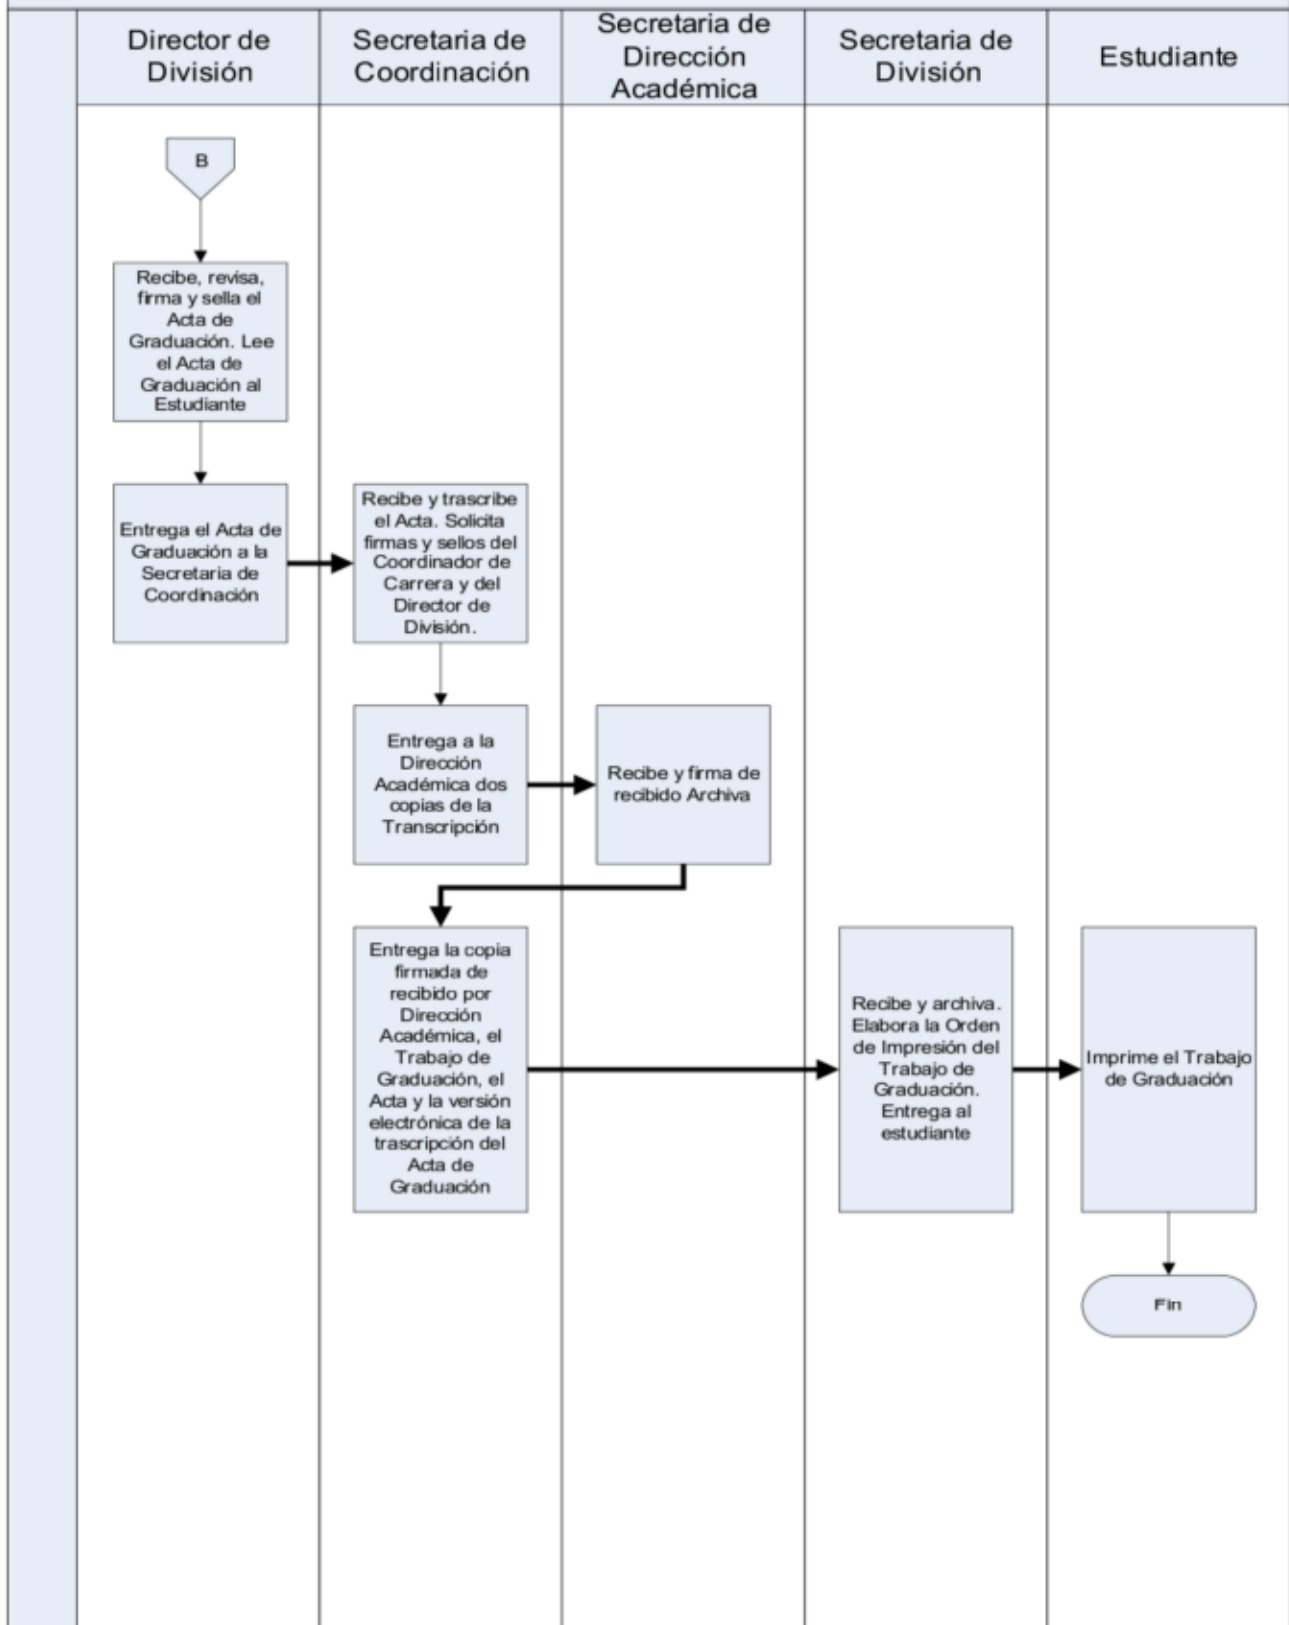 Director de
División
Secretaria de
Coordinación
Secretaria de
Dirección
Académica
Secretaria de
División
Estudiante
B
Recibe, revisa,
firma y sella el
Acta de
Graduación. Lee
el Acta de
Graduación al
Estudiante
Entrega el Acta de
Graduación a la
Secretaria de
Coordinación
Recibe y trascribe
el Acta. Solicita
firmas y sellos del
Coordinador de
Carrera y del
Director de
División.
Entrega a la
Dirección
Académica dos
copias de la
Transcripción
Recibe y firma de
recibido Archiva
Entrega la copia
firmada de
recibido por
Dirección
Académica, el
Trabajo de
Graduación, el
Acta y la versión
electrónica de la
trascripción del
Acta de
Graduación
Recibe y archiva.
Elabora la Orden
de Impresión del
Trabajo de
Graduación.
Entrega al
estudiante
Imprime el Trabajo
de Graduación
Fin